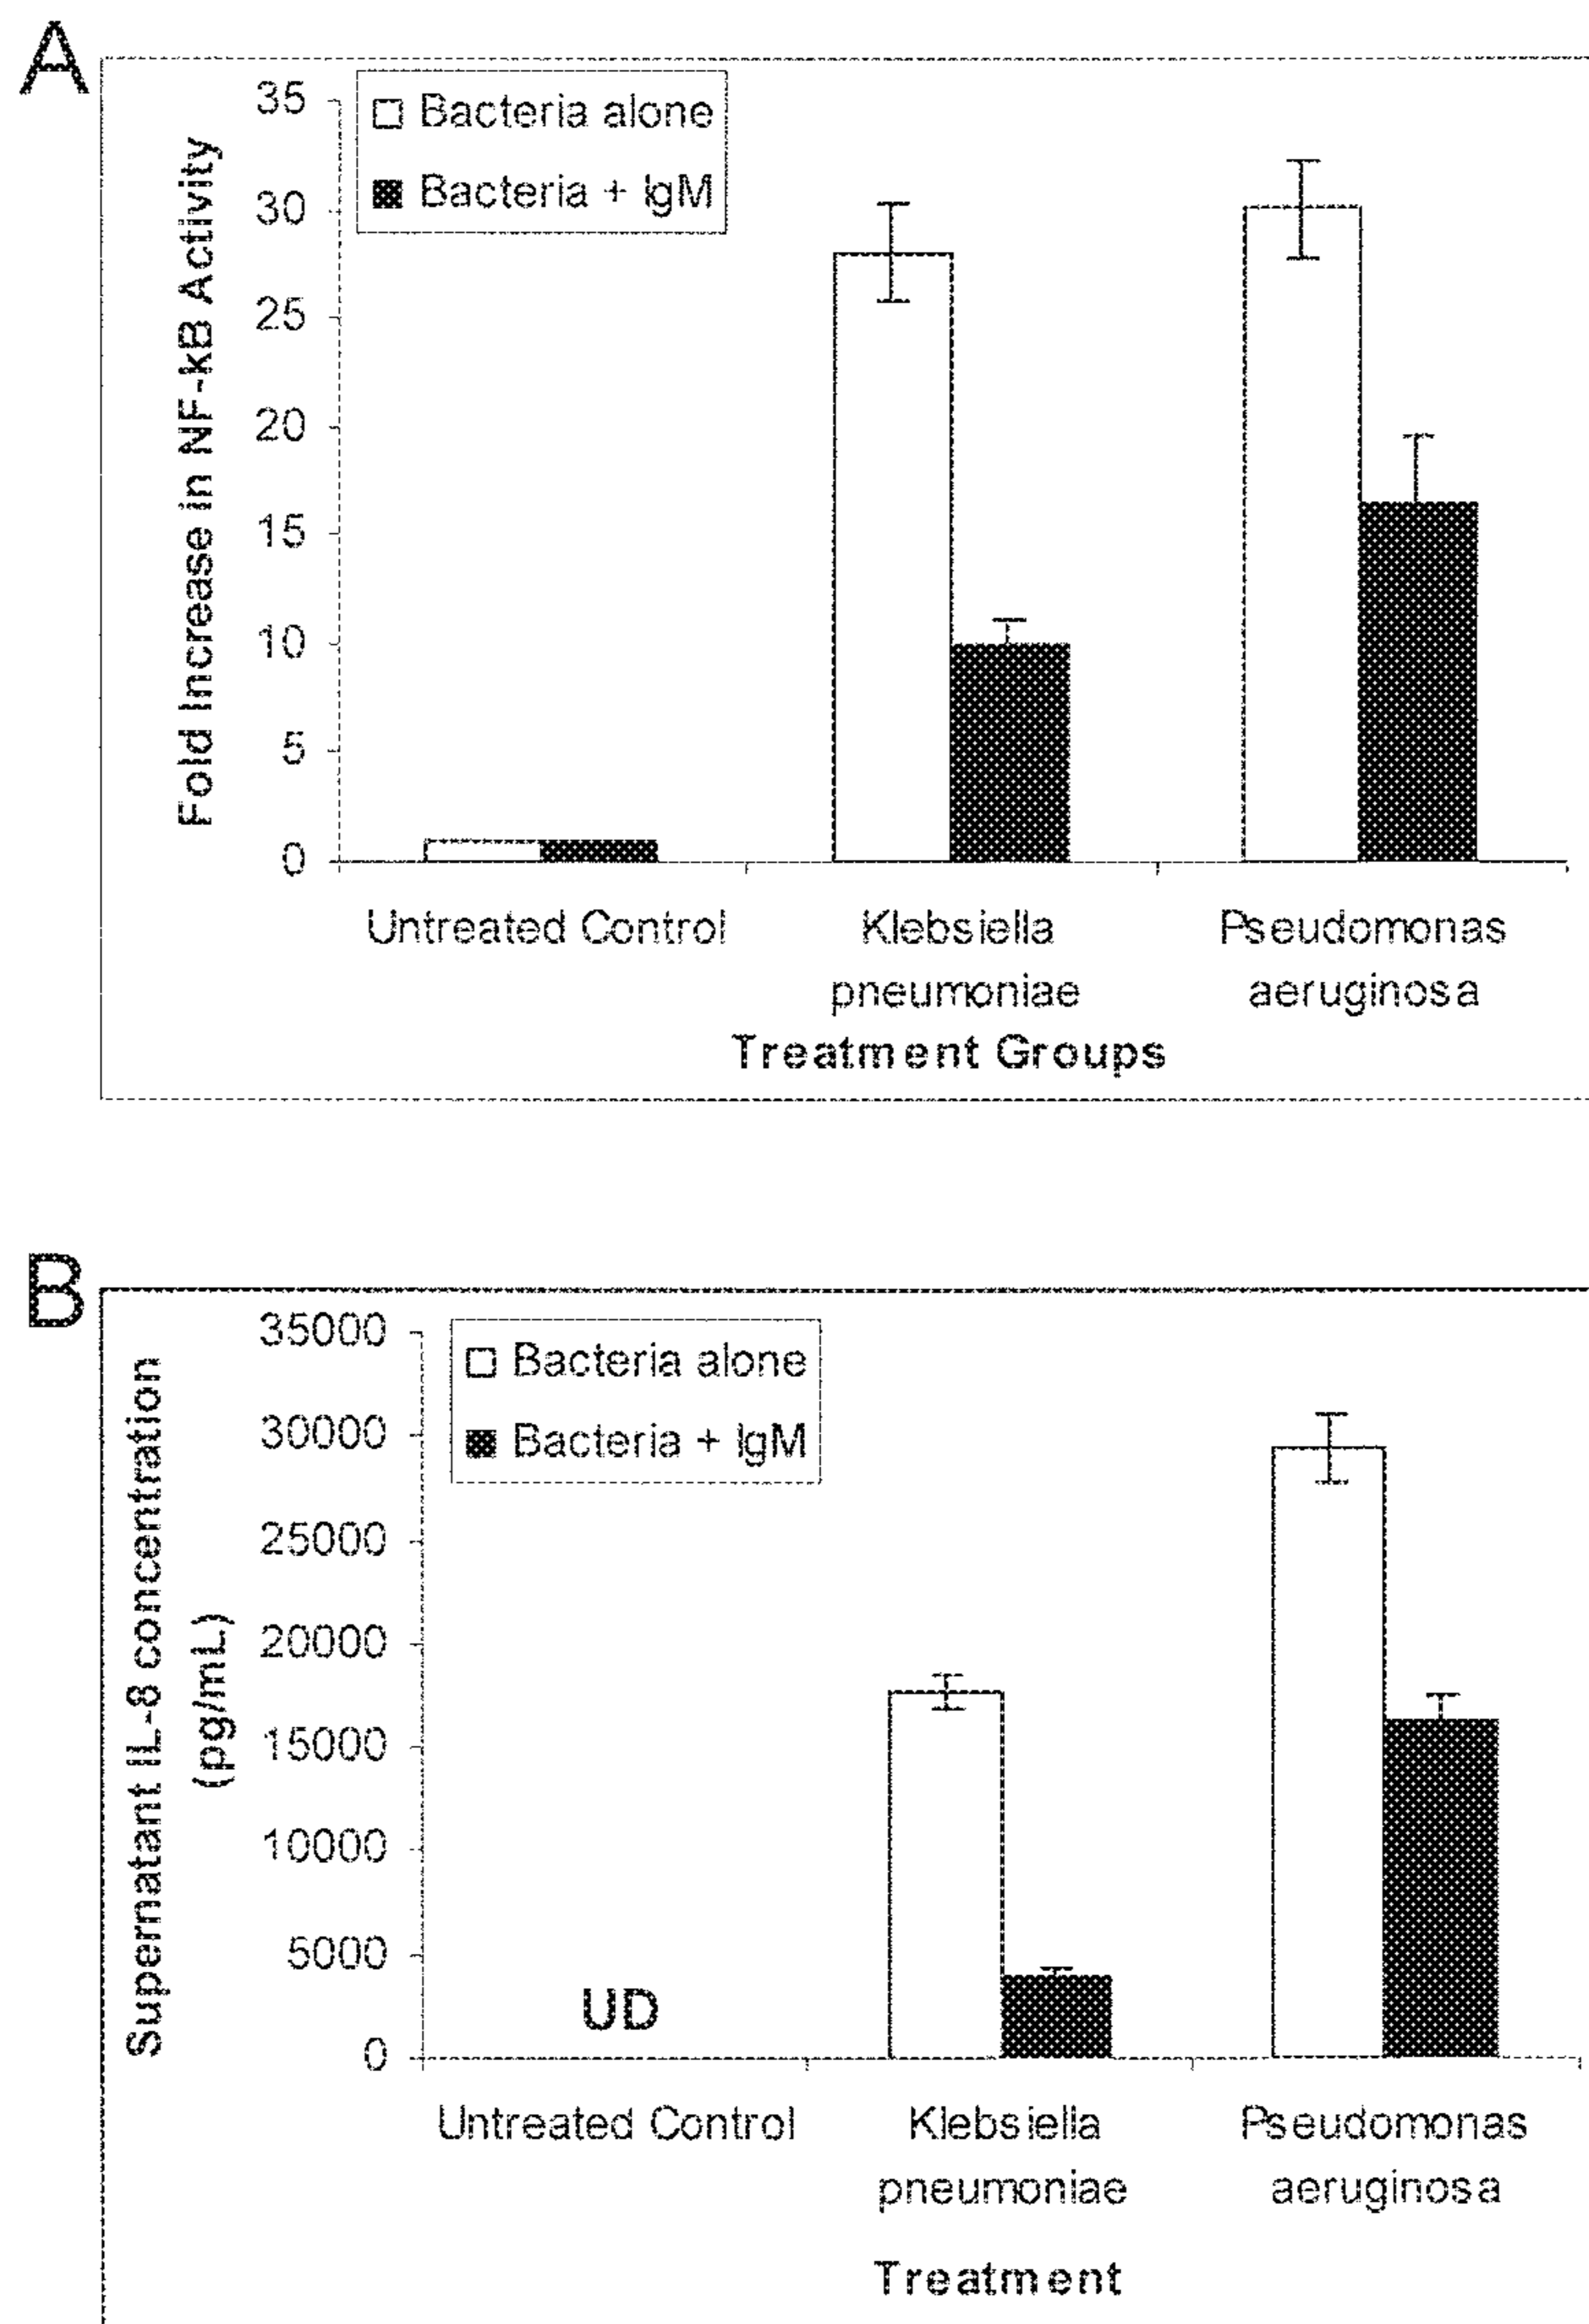 A
35
30
25
20
15
10
5
0
Fold Increase in NF-kB Activity
Bacteria alone
Bacteria + IgM
Untreated Control
Klebsiella
pneumoniae
Pseudomonas
aeruginosa
Treatment Groups
B
35000
30000
25000
20000
15000
10000
5000
0
Supernatant IL-8 concentration
(pg/mL)
Bacteria alone
Bacteria + IgM
UD
Untreated Control
Klebsiella
pneumoniae
Pseudomonas
aeruginosa
Treatment